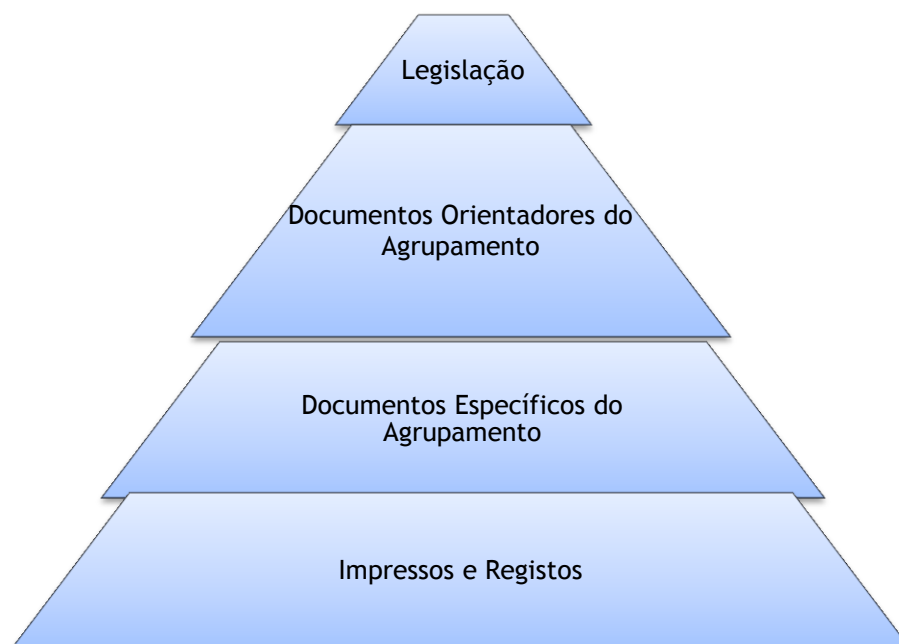 Legislação
Documentos Orientadores do
Agrupamento
Documentos Específicos do
Agrupamento
Impressos e Registos